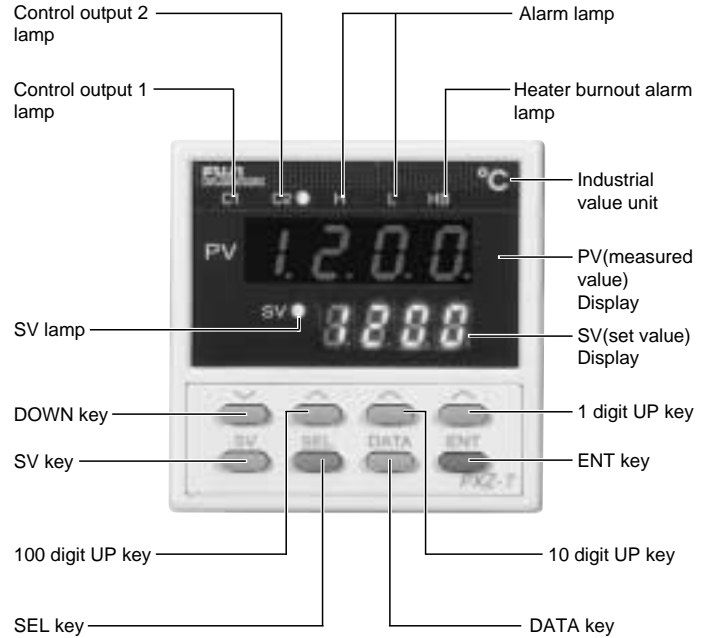 Control output 2
lamp
Alarm lamp
Control output 1
lamp
Heater burnout alarm
lamp
FUJI
°C
C1 C2 H L HB
Industrial
value unit
PV
1.2.0.0
PV(measured
value)
Display
SV
SV lamp
SV(set value)
Display
DOWN key
1 digit UP key
SV SEL DATA ENT
SV key
ENT key
PXZ-T
100 digit UP key
10 digit UP key
SEL key
DATA key